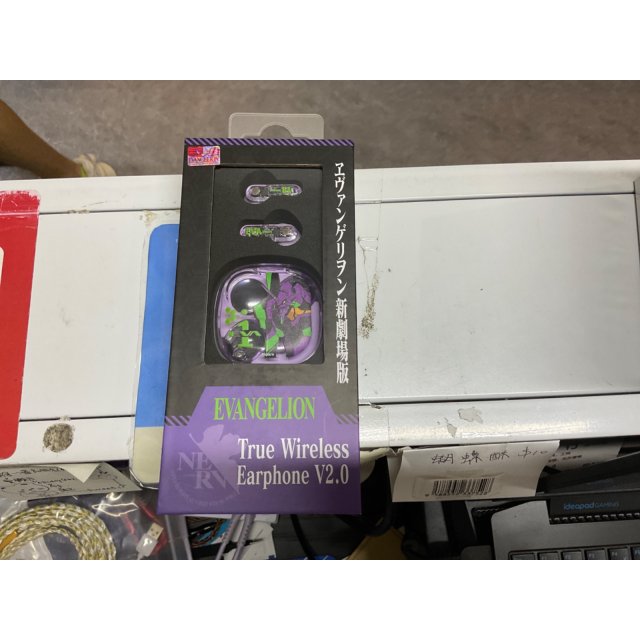 EVANGELION
ヱヴァンゲリヲン新劇場版
EVANGELION
True Wireless
Earphone V2.0
NERV
ideapad GAMING